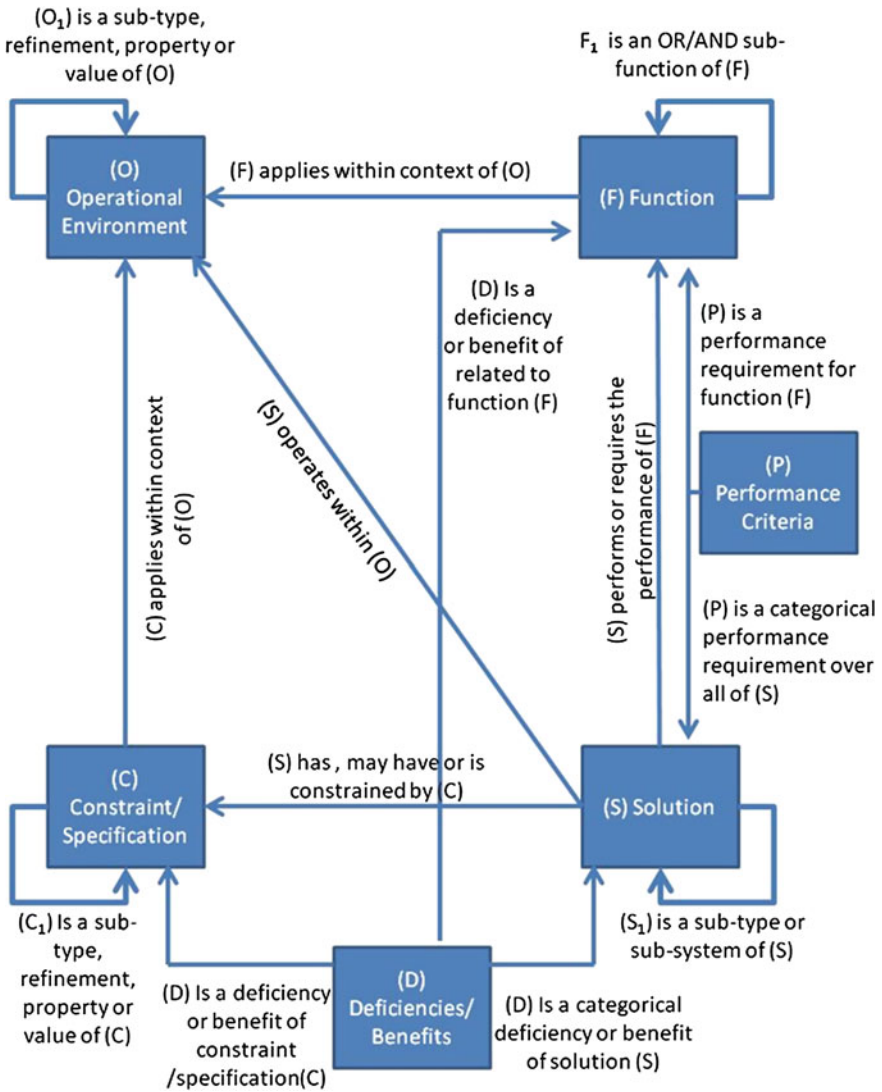 (O₁) is a sub-type,
refinement, property or
value of (O)
F₁ is an OR/AND sub-
function of (F)
(O)
Operational
Environment
(F) applies within context of (O)
(F) Function
(D) Is a
deficiency
or benefit of
related to
function (F)
(P) is a
performance
requirement for
function (F)
(S) performs or requires the
performance of (F)
(P)
Performance
Criteria
(C) applies within context
of (O)
(S) operates within (O)
(P) is a categorical
performance
requirement over
all of (S)
(C)
Constraint/
Specification
(S) has , may have or is
constrained by (C)
(S) Solution
(C₁) Is a sub-
type,
refinement,
property or
value of (C)
(D) Is a deficiency
or benefit of
constraint
/specification(C)
(D)
Deficiencies/
Benefits
(S₁) is a sub-type or
sub-system of (S)
(D) Is a categorical
deficiency or benefit
of solution (S)